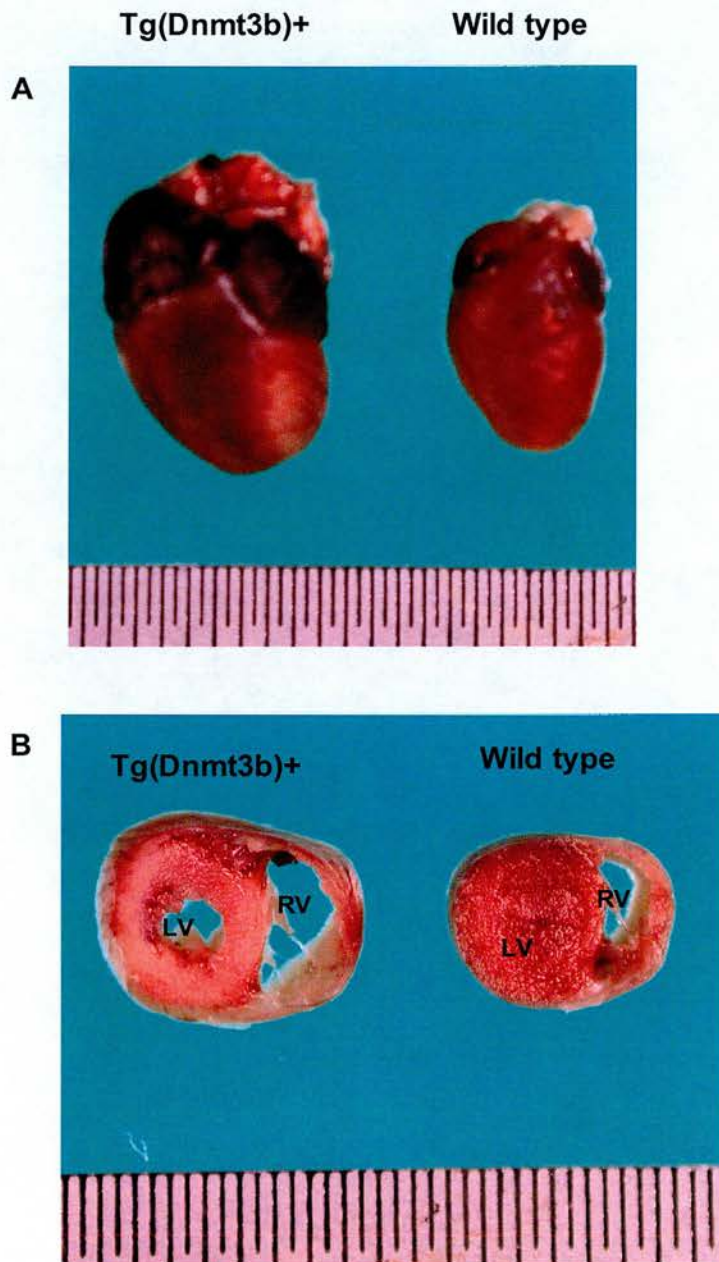 Tg(Dnmt3b)+ Wild type
A
B
Tg(Dnmt3b)+ Wild type
LV RV LV RV